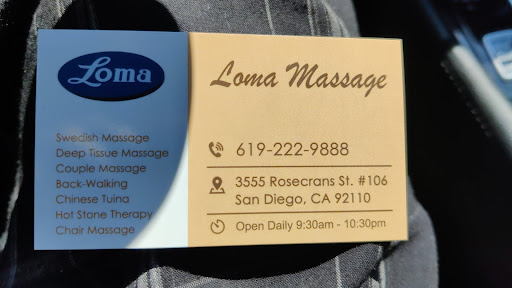 Loma
Swedish Massage
Deep Tissue Massage
Couple Massage
Back-Walking
Chinese Tuina
Hot Stone Therapy
Chair Massage
Loma Massage
619-222-9888
3555 Rosecrans St. #106
San Diego, CA 92110
Open Daily 9:30am - 10:30pm